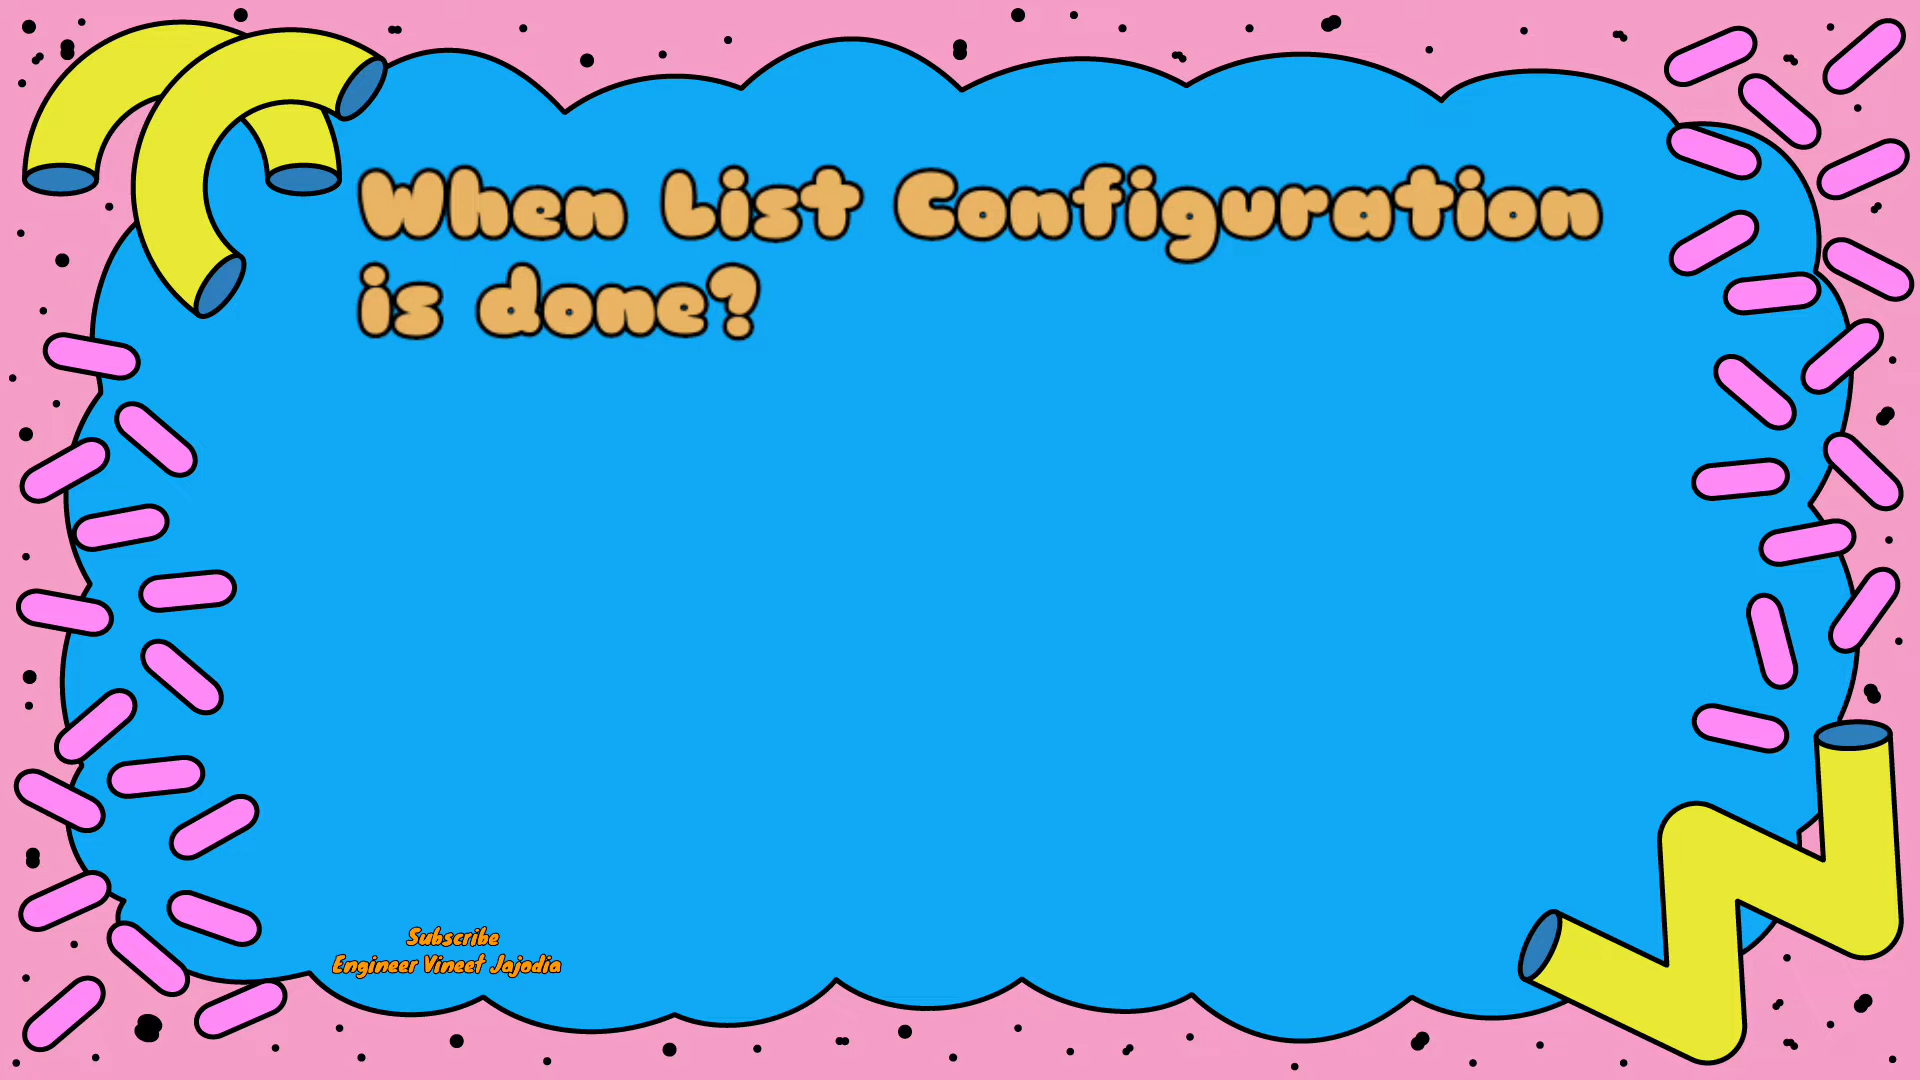 When List Configuration
is done?
Subscribe
Engineer Vineet Jajodia